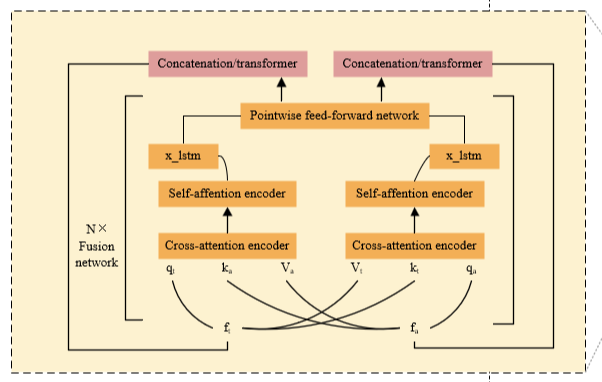 Concatenation/transformer
Concatenation/transformer
Pointwise feed-forward network
x_lstm
x_lstm
Self-affention encoder
Self-affention encoder
N×
Fusion
network
Cross-attention encoder
Cross-attention encoder
qₜ kₐ Vₐ Vₜ kₜ qₐ
fₜ fₐ